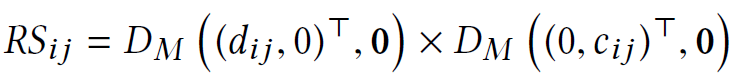 RS_{ij} = D_M ((d_{ij}, 0)^⊤, **0**) × D_M ((0, c_{ij})^⊤, **0**)